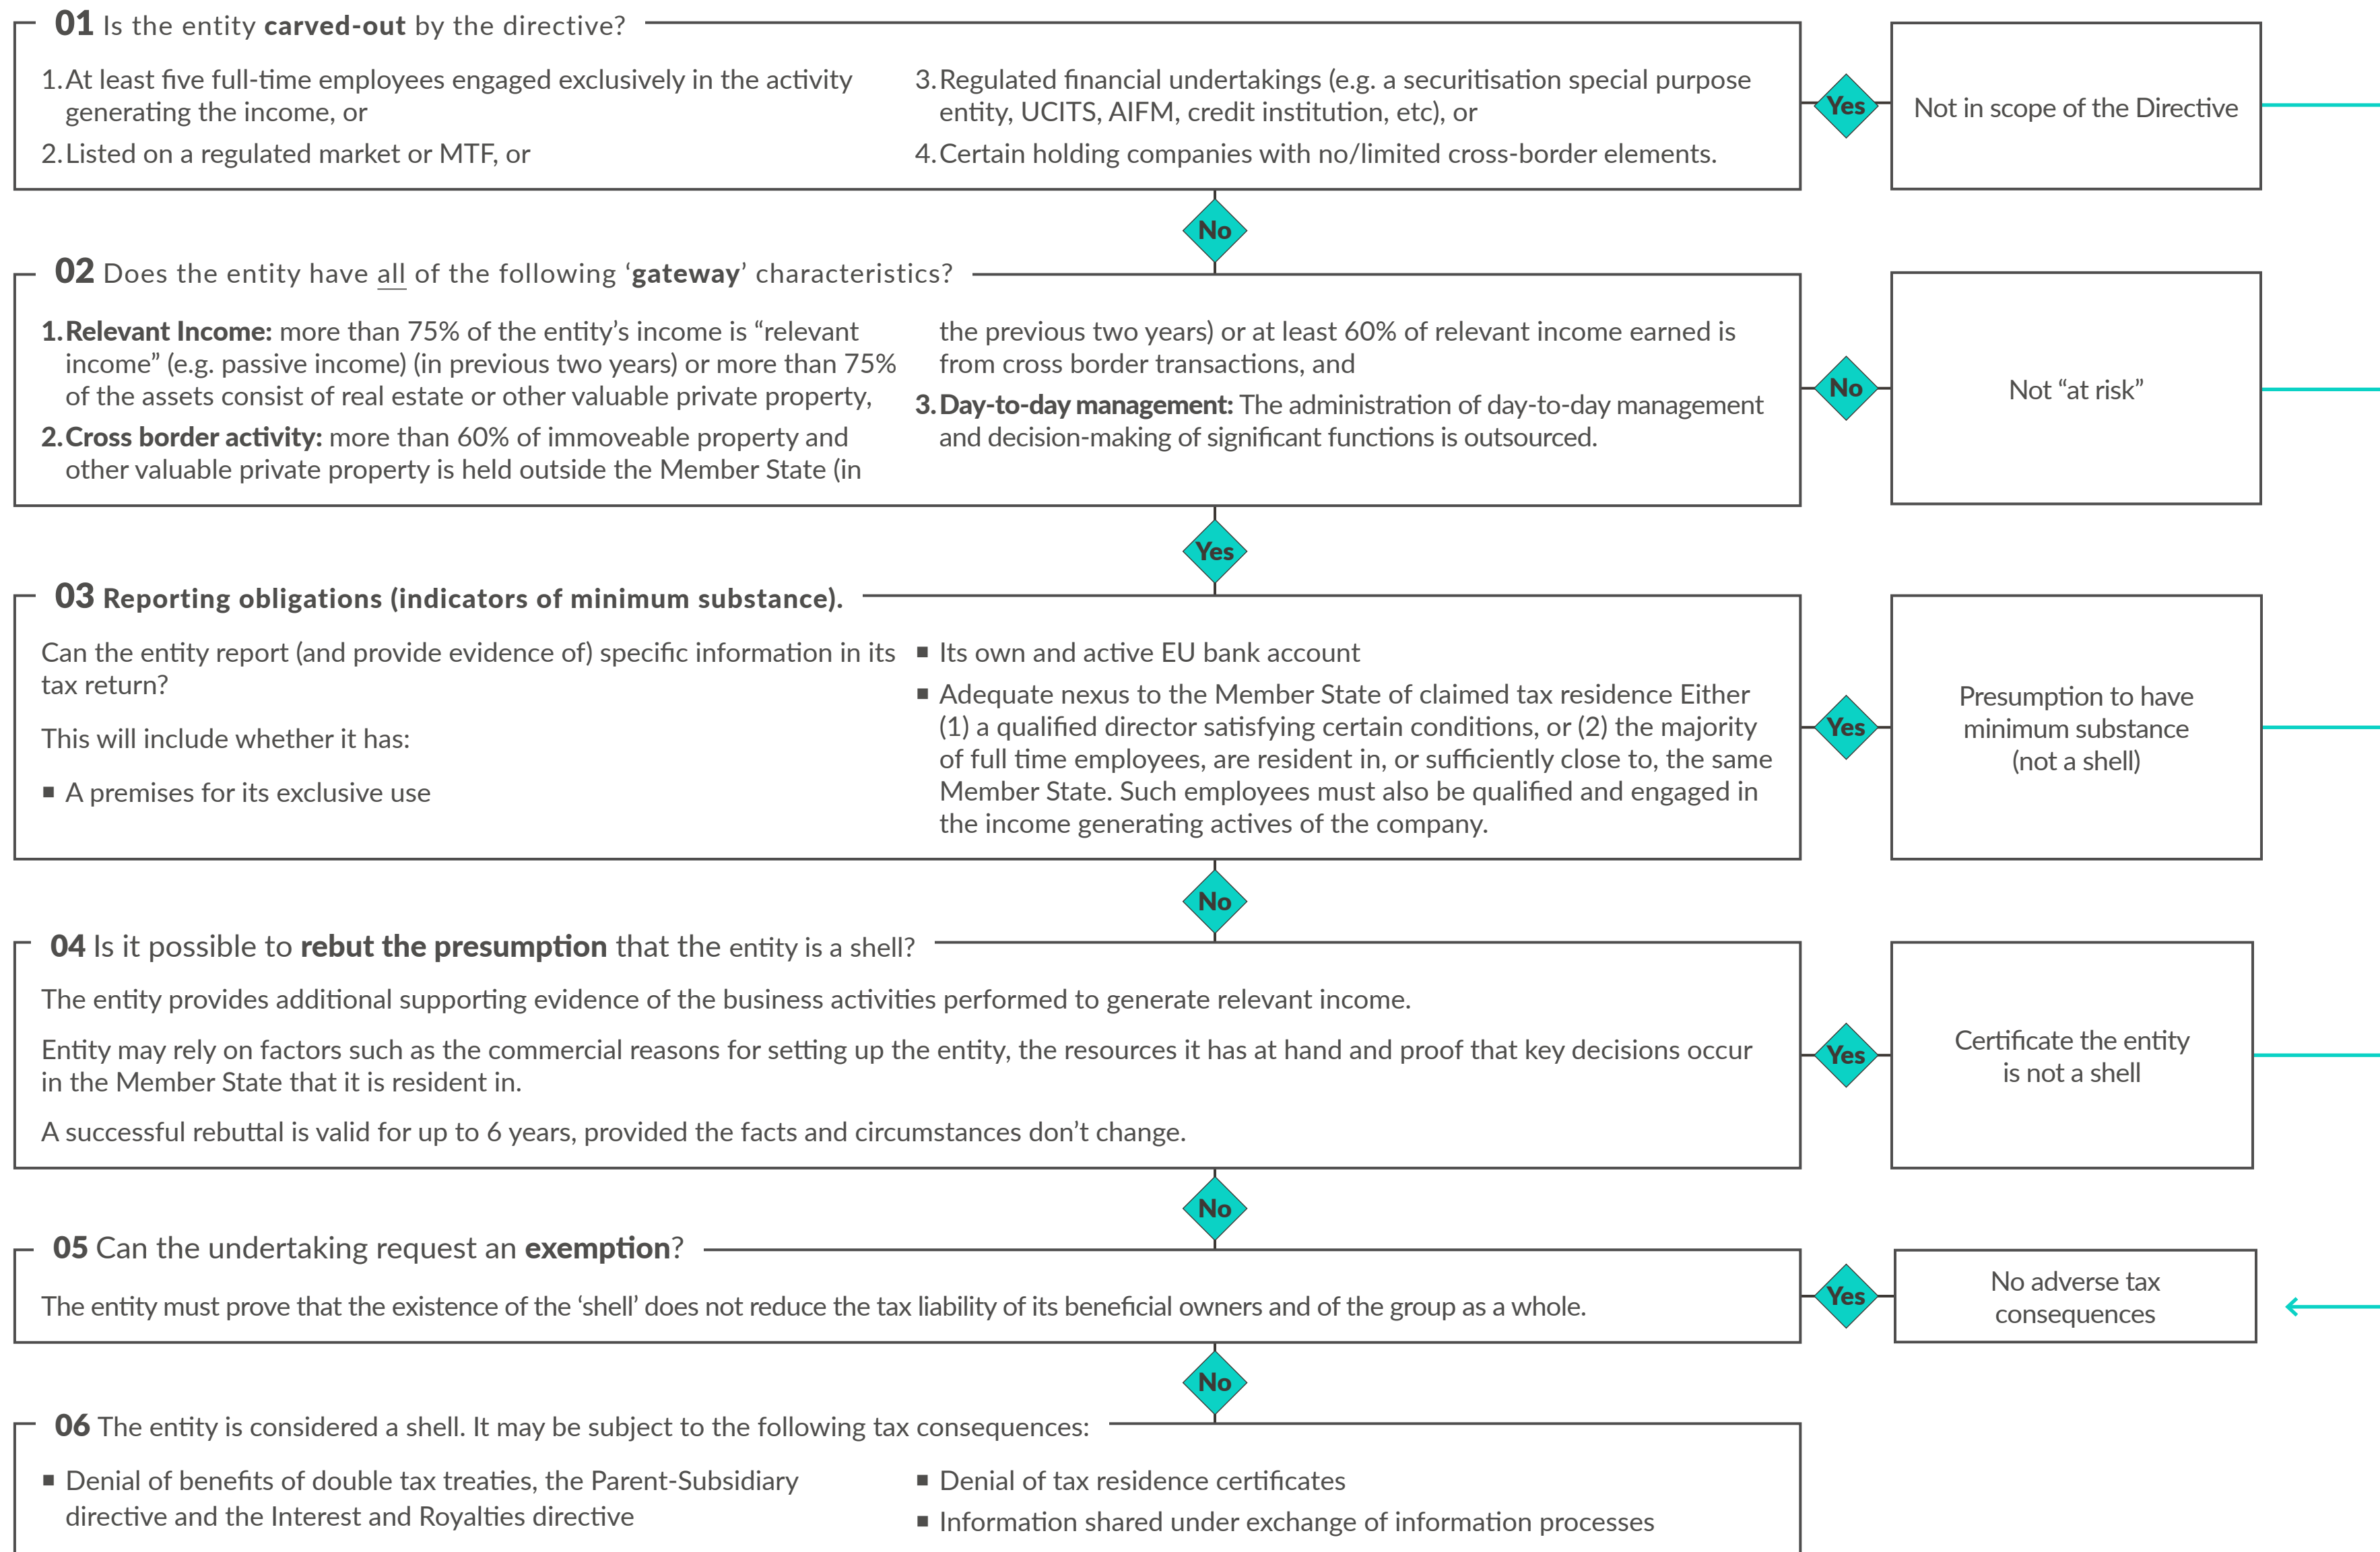 01 Is the entity carved-out by the directive?
1. At least five full-time employees engaged exclusively in the activity
generating the income, or
2. Listed on a regulated market or MTF, or
3. Regulated financial undertakings (e.g. a securitisation special purpose
entity, UCITS, AIFM, credit institution, etc), or
4. Certain holding companies with no/limited cross-border elements.
Yes
Not in scope of the Directive
No
02 Does the entity have all of the following ‘gateway’ characteristics?
1. Relevant Income: more than 75% of the entity’s income is “relevant
income” (e.g. passive income) (in previous two years) or more than 75%
of the assets consist of real estate or other valuable private property,
2. Cross border activity: more than 60% of immoveable property and
other valuable private property is held outside the Member State (in
the previous two years) or at least 60% of relevant income earned is
from cross border transactions, and
3. Day-to-day management: The administration of day-to-day management
and decision-making of significant functions is outsourced.
No
Not “at risk”
Yes
03 Reporting obligations (indicators of minimum substance).
Can the entity report (and provide evidence of) specific information in its
tax return?
This will include whether it has:
▪ A premises for its exclusive use
▪ Its own and active EU bank account
▪ Adequate nexus to the Member State of claimed tax residence Either
(1) a qualified director satisfying certain conditions, or (2) the majority
of full time employees, are resident in, or sufficiently close to, the same
Member State. Such employees must also be qualified and engaged in
the income generating actives of the company.
Yes
Presumption to have
minimum substance
(not a shell)
No
04 Is it possible to rebut the presumption that the entity is a shell?
The entity provides additional supporting evidence of the business activities performed to generate relevant income.
Entity may rely on factors such as the commercial reasons for setting up the entity, the resources it has at hand and proof that key decisions occur
in the Member State that it is resident in.
A successful rebuttal is valid for up to 6 years, provided the facts and circumstances don’t change.
Yes
Certificate the entity
is not a shell
No
05 Can the undertaking request an exemption?
The entity must prove that the existence of the ‘shell’ does not reduce the tax liability of its beneficial owners and of the group as a whole.
Yes
No adverse tax
consequences
No
06 The entity is considered a shell. It may be subject to the following tax consequences:
▪ Denial of benefits of double tax treaties, the Parent-Subsidiary
directive and the Interest and Royalties directive
▪ Denial of tax residence certificates
▪ Information shared under exchange of information processes